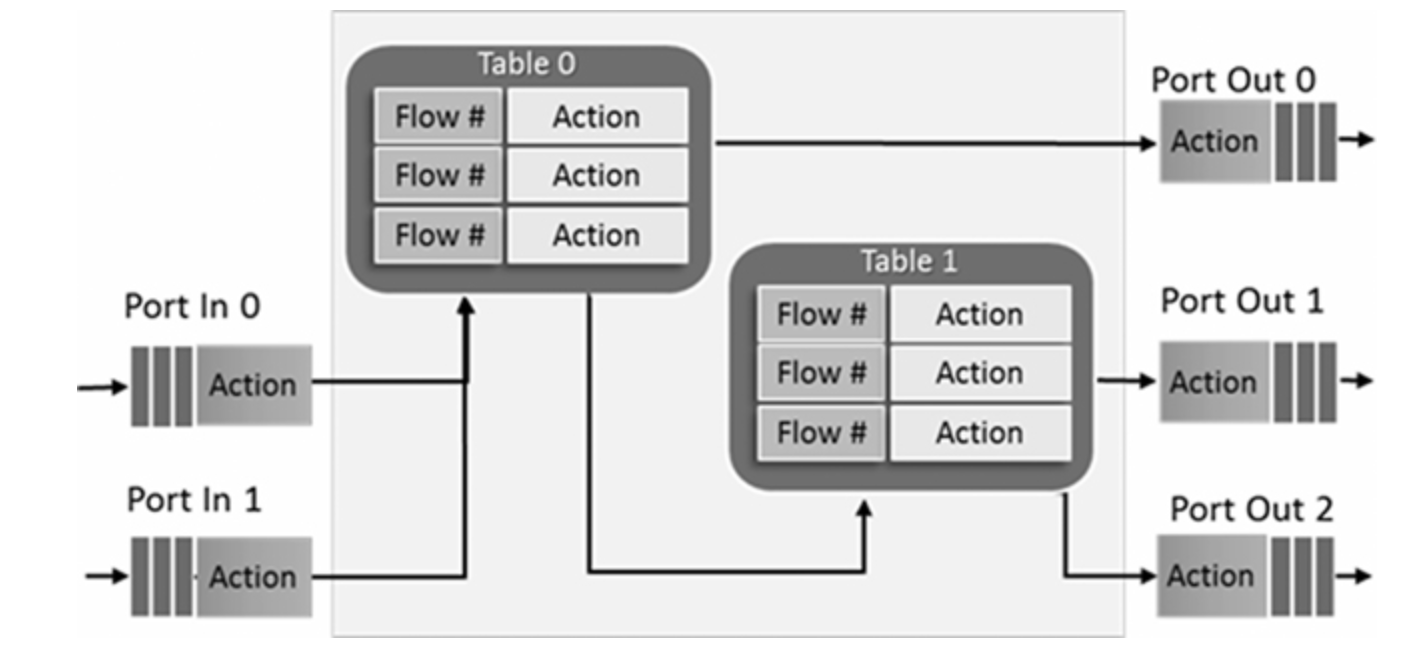 Table 0
Flow # Action
Flow # Action
Flow # Action
Port Out 0
Action
Table 1
Flow # Action
Flow # Action
Flow # Action
Port In 0
Action
Port Out 1
Action
Port In 1
Action
Port Out 2
Action